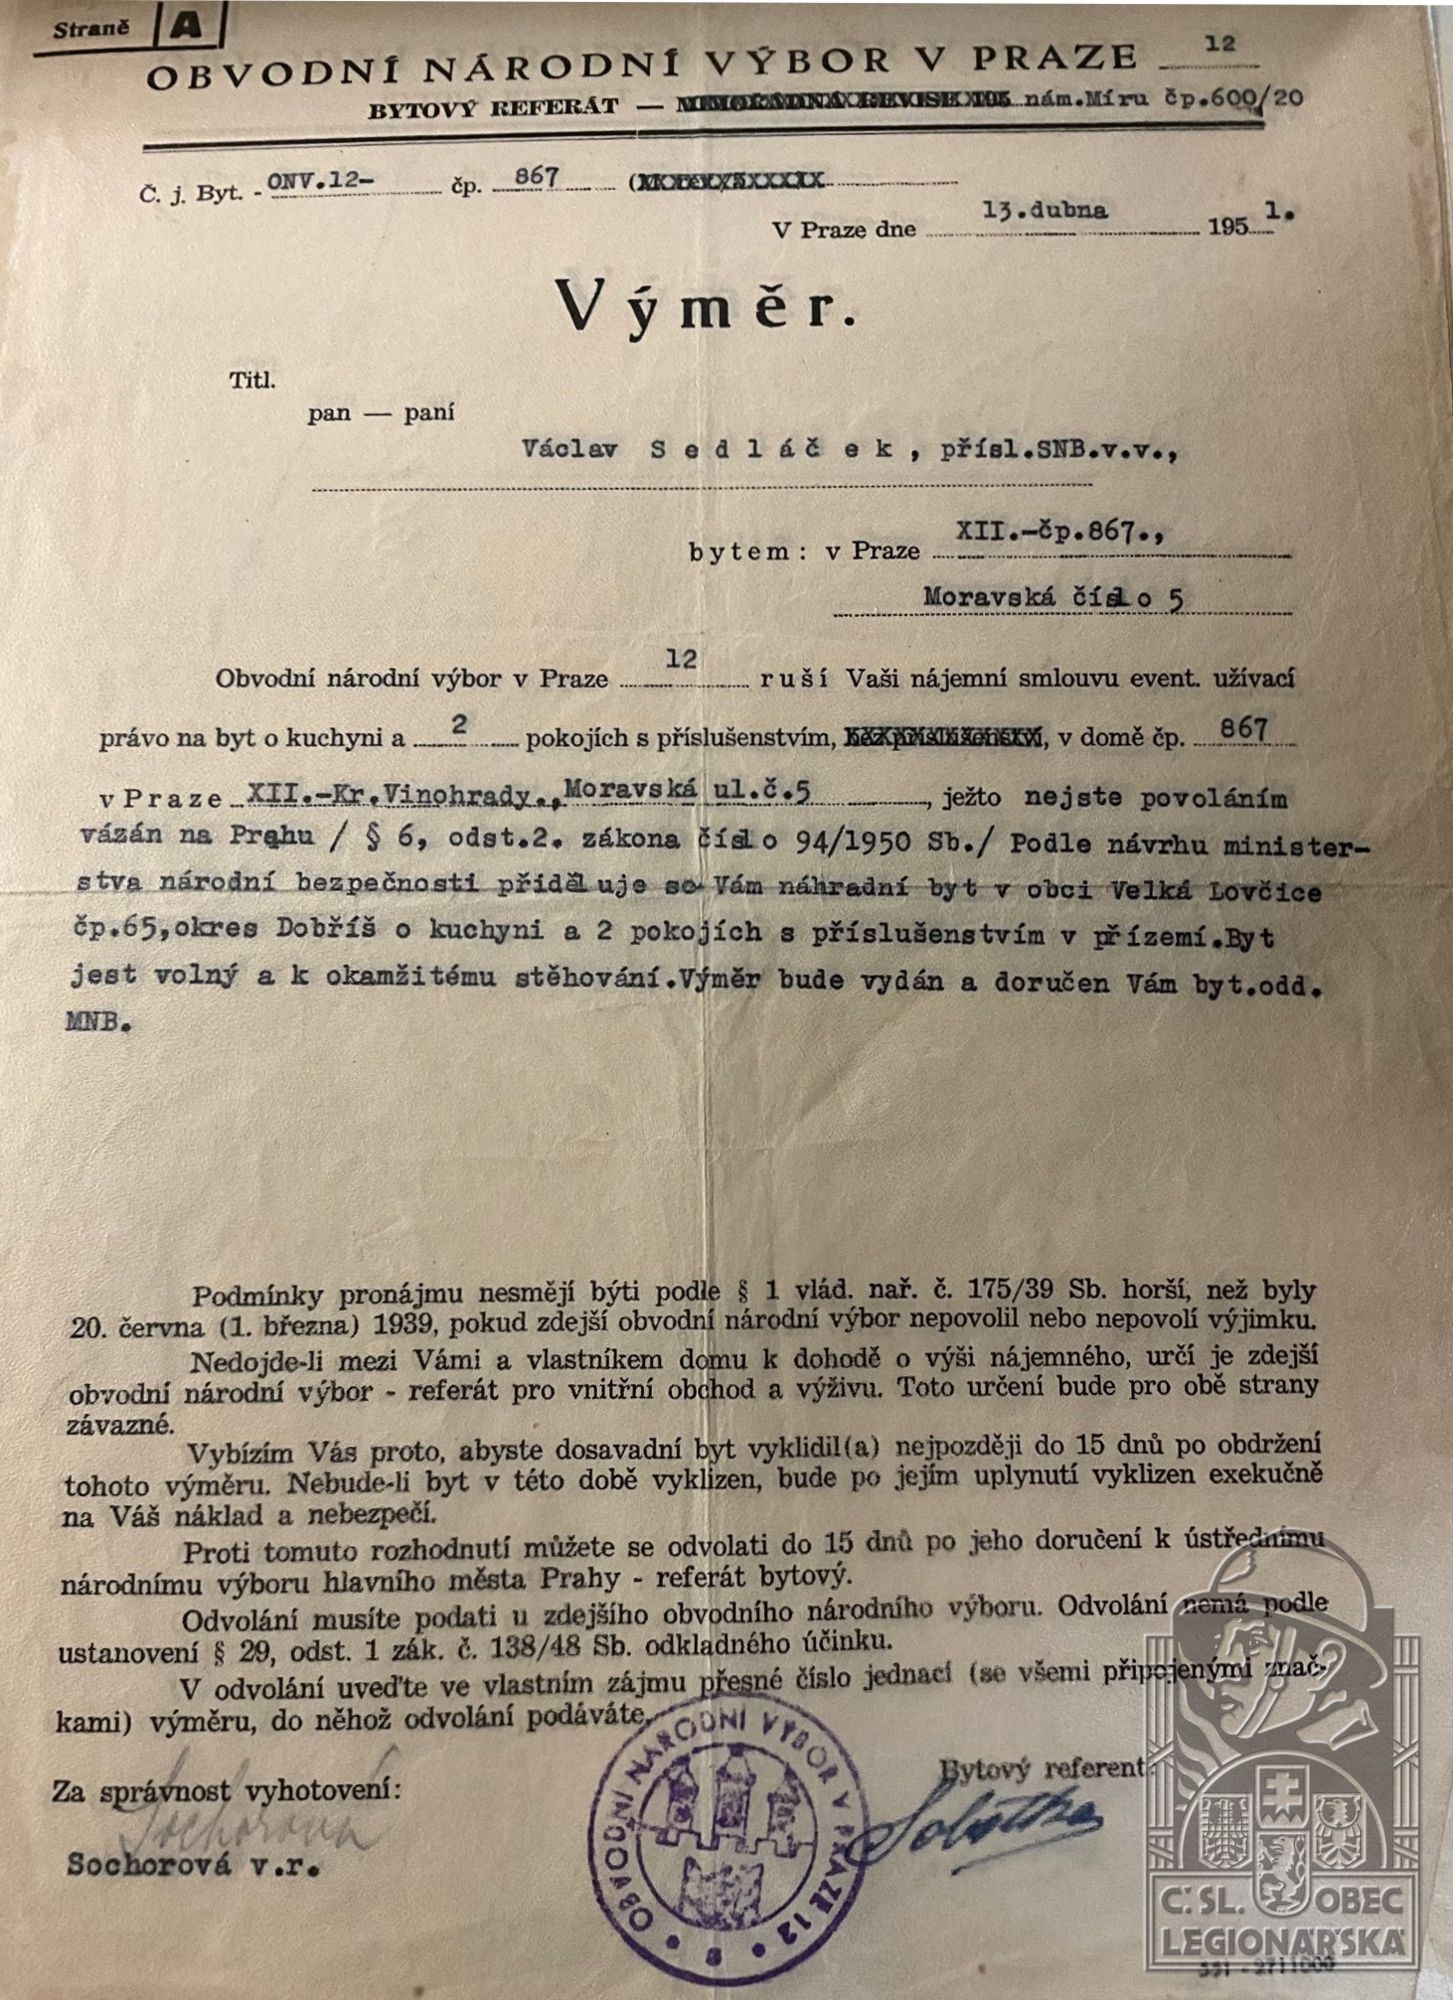 Straně A
OBVODNÍ NÁRODNÍ VÝBOR V PRAZE 12
BYTOVÝ REFERÁT — nám.Míru čp.600/20
Č. j. Byt. - ONV.12- čp. 867
V Praze dne 13.dubna 1951.
Výměr.
Titl.
pan — paní
Václav Sedláček, přísl.SNB.v.v.,
bytem: v Praze XII.-čp.867.,
Moravská číslo 5
Obvodní národní výbor v Praze 12 ruší Vaši nájemní smlouvu event. užívací
právo na byt o kuchyni a 2 pokojích s příslušenstvím, v domě čp. 867
v Praze XII.-Kr.Vinohrady.,Moravská ul.č.5, ježto nejste povoláním
vázán na Prahu / § 6, odst.2. zákona číslo 94/1950 Sb./ Podle návrhu minister-
stva národní bezpečnosti přiděluje se Vám náhradní byt v obci Velká Lovčice
čp.65,okres Dobříš o kuchyni a 2 pokojích s příslušenstvím v přízemí.Byt
jest volný a k okamžitému stěhování.Výměr bude vydán a doručen Vám byt.odd.
MNB.
Podmínky pronájmu nesmějí býti podle § 1 vlád. nař. č. 175/39 Sb. horší, než byly
20. června (1. března) 1939, pokud zdejší obvodní národní výbor nepovolil nebo nepovolí výjimku.
Nedojde-li mezi Vámi a vlastníkem domu k dohodě o výši nájemného, určí je zdejší
obvodní národní výbor - referát pro vnitřní obchod a výživu. Toto určení bude pro obě strany
závazné.
Vybízím Vás proto, abyste dosavadní byt vyklidil(a) nejpozději do 15 dnů po obdržení
tohoto výměru. Nebude-li byt v této době vyklizen, bude po jejím uplynutí vyklizen exekučně
na Váš náklad a nebezpečí.
Proti tomuto rozhodnutí můžete se odvolati do 15 dnů po jeho doručení k ústřednímu
národnímu výboru hlavního města Prahy - referát bytový.
Odvolání musíte podati u zdejšího obvodního národního výboru. Odvolání nemá podle
ustanovení § 29, odst. 1 zák. č. 138/48 Sb. odkladného účinku.
V odvolání uveďte ve vlastním zájmu přesné číslo jednací (se všemi připojenými znač-
kami) výměru, do něhož odvolání podáváte.
Za správnost vyhotovení:
Bytový referent:
Sochorová
Sobotka
Sochorová v.r.
OBVODNÍ NÁRODNÍ VÝBOR V PRAZE 12
8
Č. SL. OBEC
LEGIONÁŘSKÁ